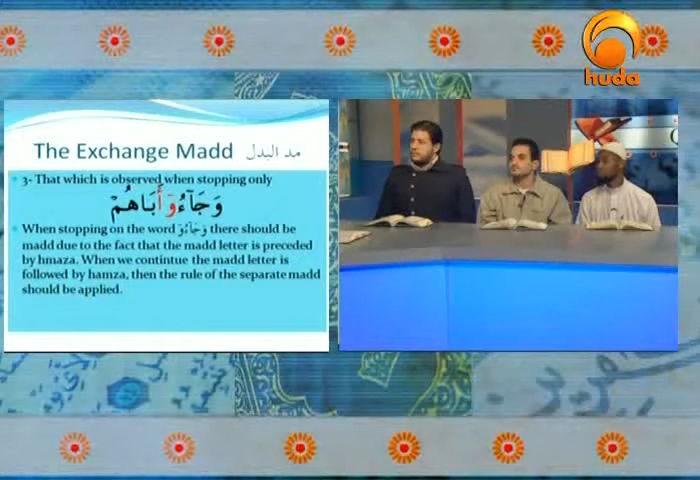 huda
The Exchange Madd مد البدل
3- That which is observed when stopping only
وَجَآءُوٓ أَبَاهُمْ
When stopping on the word وَجَآءُوٓ there should be
madd due to the fact that the madd letter is preceded
by hmaza. When we contintue the madd letter is
followed by hamza, then the rule of the separate madd
should be applied.